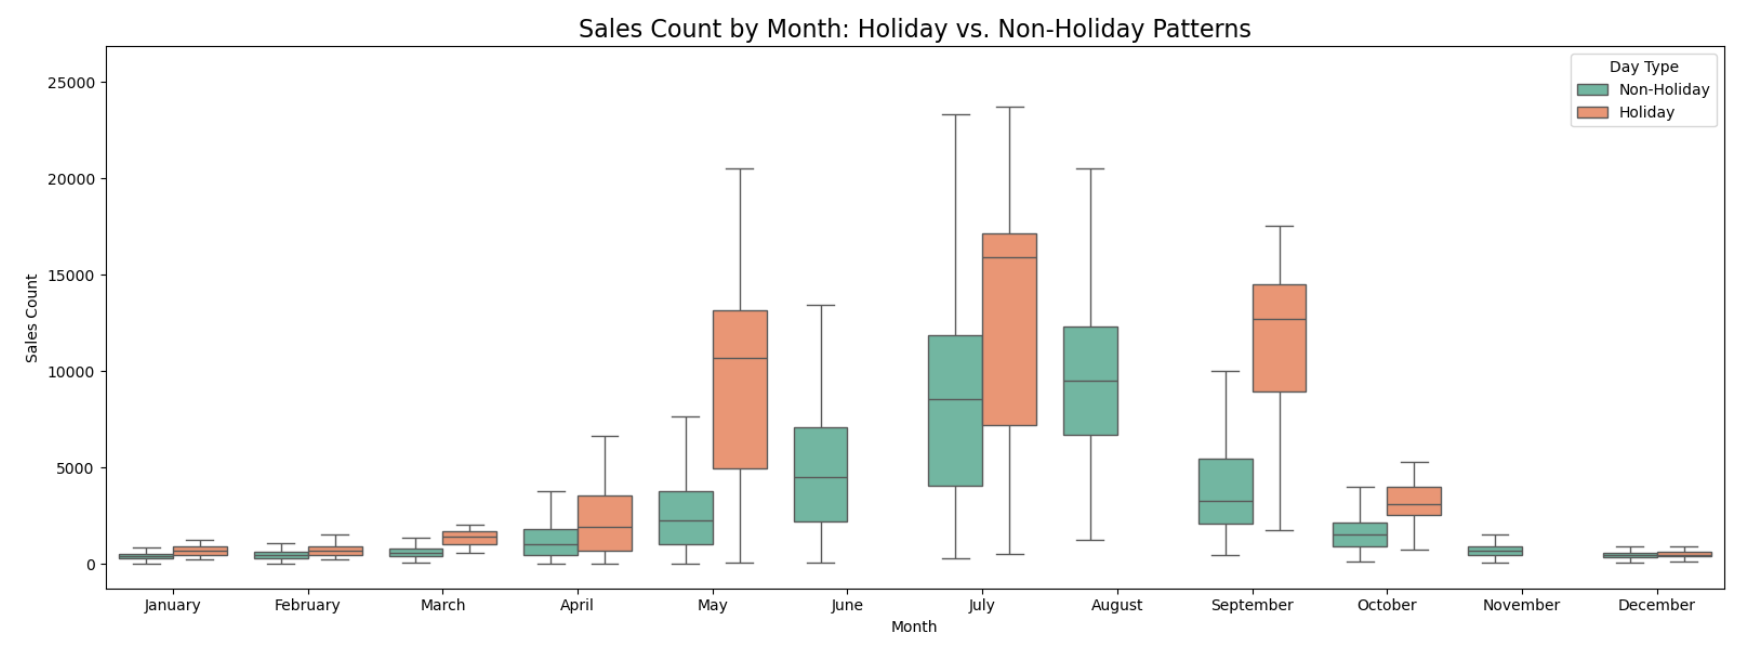 Sales Count by Month: Holiday vs. Non-Holiday Patterns
Day Type
Non-Holiday
Holiday
Sales Count
25000
20000
15000
10000
5000
0
January February March April May June July August September October November December
Month